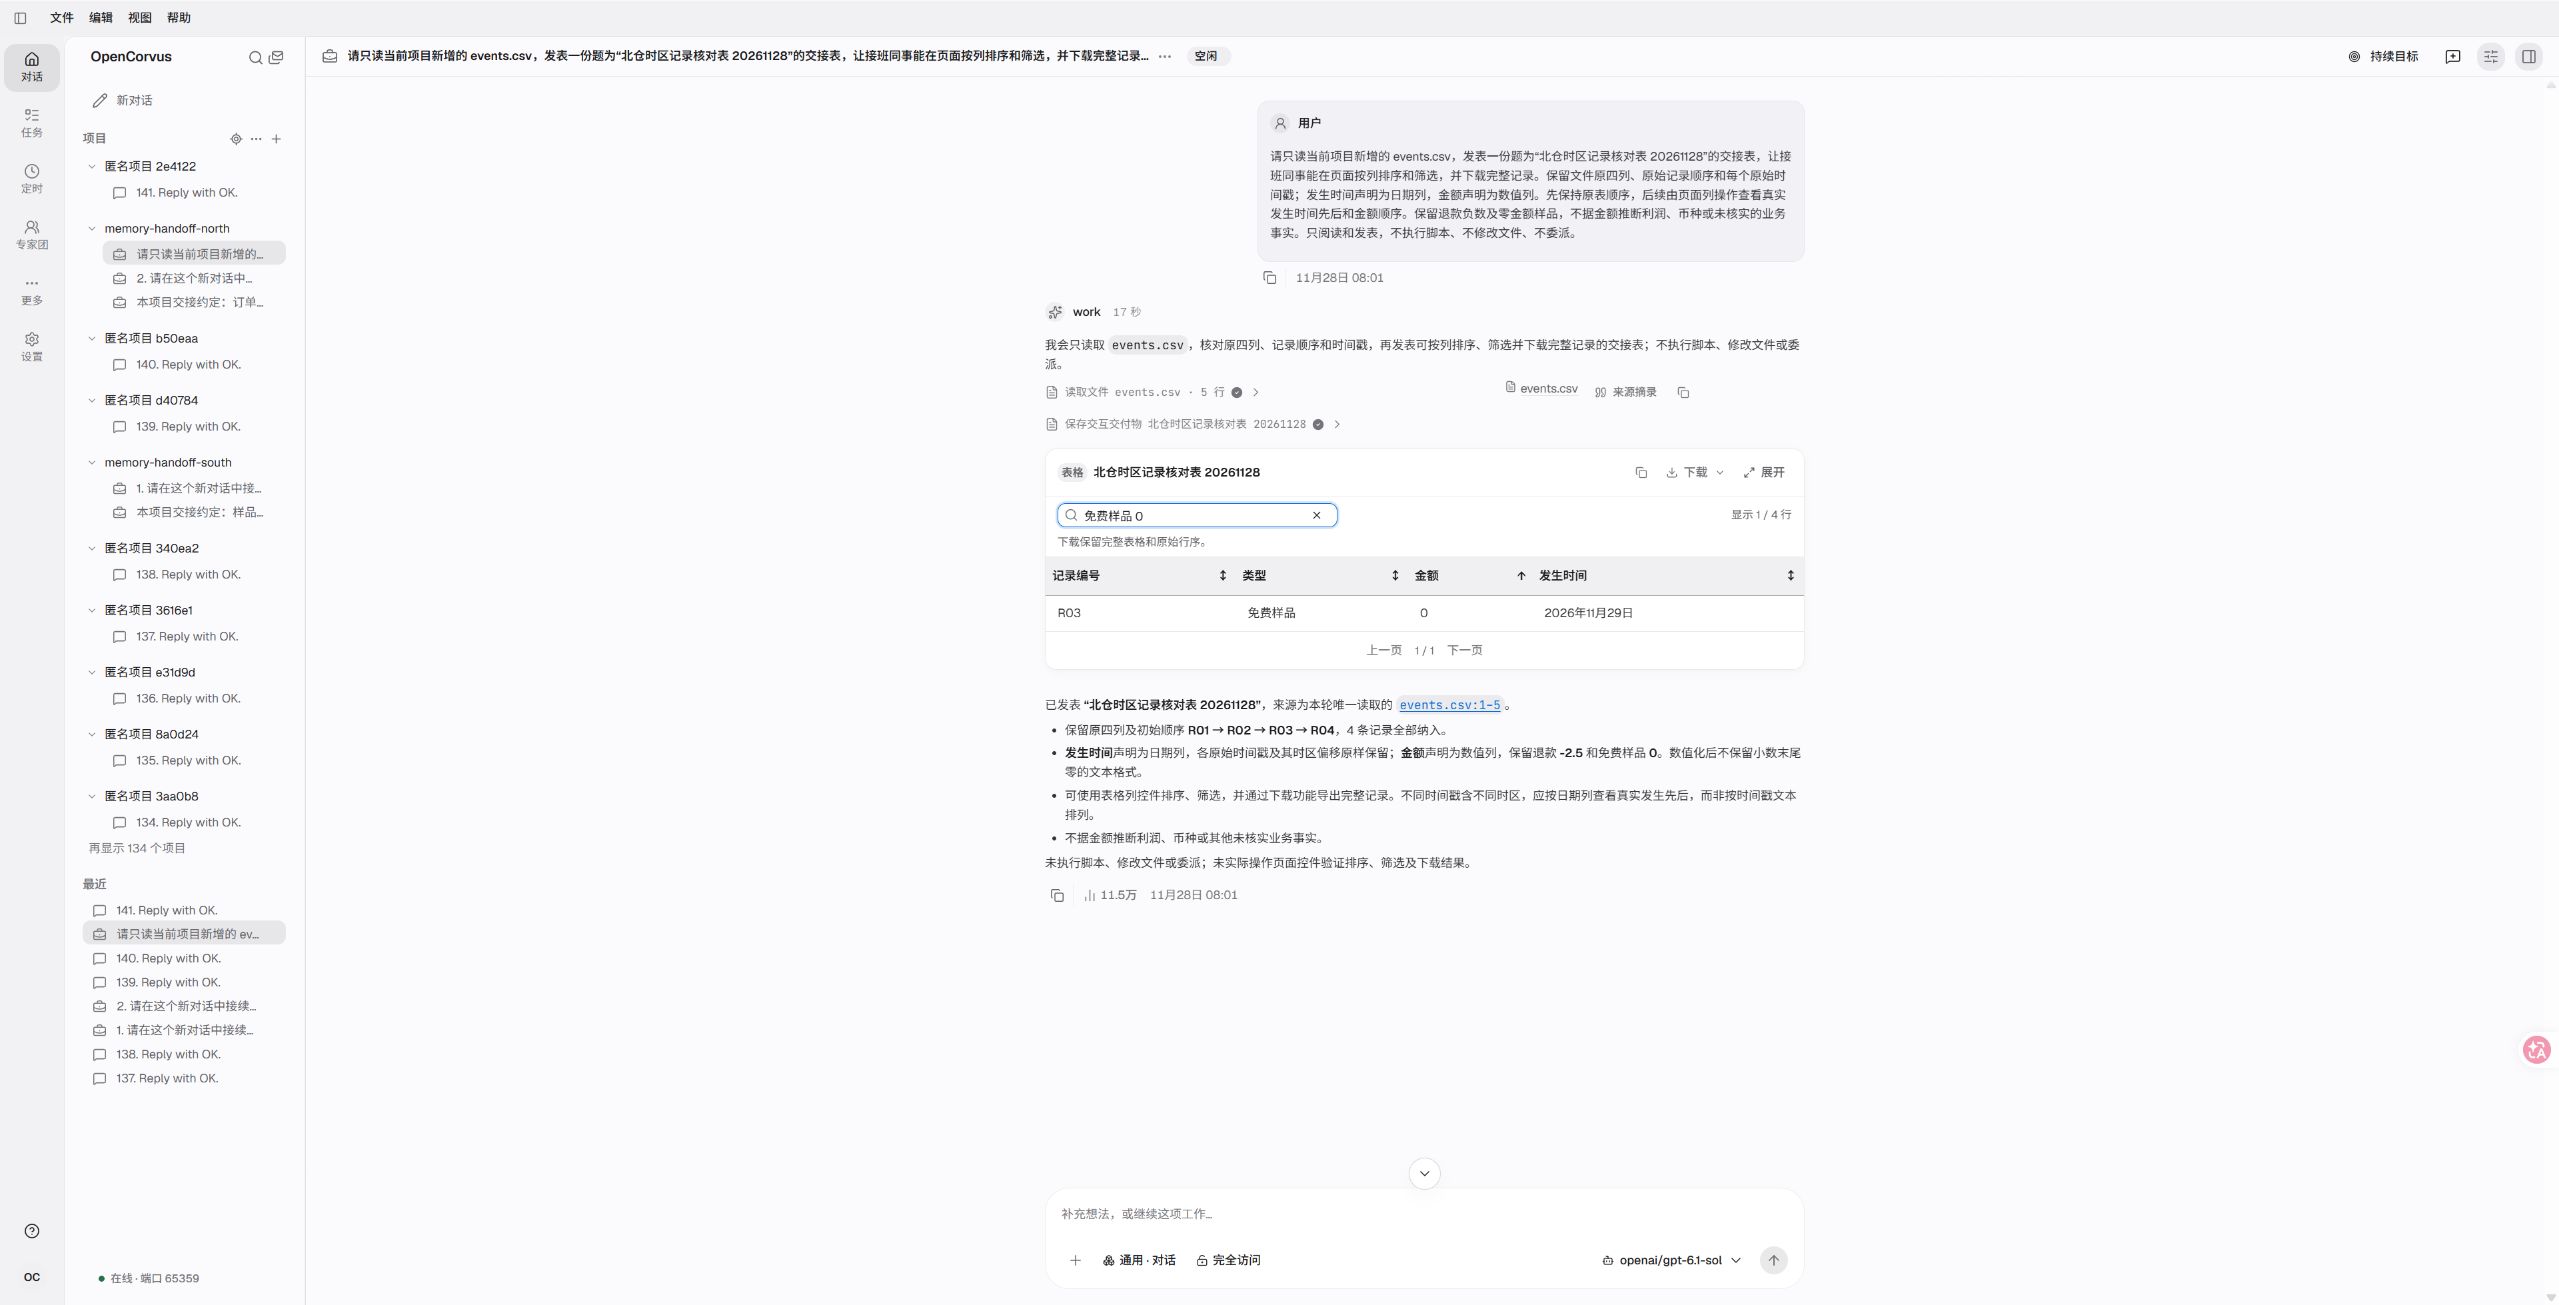 文件 编辑 视图 帮助
对话
任务
定时
专家团
更多
设置
OC
OpenCorvus
新对话
项目
匿名项目 2e4122
141. Reply with OK.
memory-handoff-north
请只读当前项目新增的...
2. 请在这个新对话中...
本项目交接约定：订单...
匿名项目 b50eaa
140. Reply with OK.
匿名项目 d40784
139. Reply with OK.
memory-handoff-south
1. 请在这个新对话中接...
本项目交接约定：样品...
匿名项目 340ea2
138. Reply with OK.
匿名项目 3616e1
137. Reply with OK.
匿名项目 e31d9d
136. Reply with OK.
匿名项目 8a0d24
135. Reply with OK.
匿名项目 3aa0b8
134. Reply with OK.
再显示 134 个项目
最近
141. Reply with OK.
请只读当前项目新增的 ev...
140. Reply with OK.
139. Reply with OK.
2. 请在这个新对话中接续...
1. 请在这个新对话中接续...
138. Reply with OK.
137. Reply with OK.
在线 · 端口 65359
请只读当前项目新增的 events.csv，发表一份题为“北仓时区记录核对表 20261128”的交接表，让接班同事能在页面按列排序和筛选，并下载完整记录... 空闲
持续目标
用户
请只读当前项目新增的 events.csv，发表一份题为“北仓时区记录核对表 20261128”的交接表，让接
班同事能在页面按列排序和筛选，并下载完整记录。保留文件原四列、原始记录顺序和每个原始时
间戳；发生时间声明为日期列，金额声明为数值列。先保持原表顺序，后续由页面列操作查看真实
发生时间先后和金额顺序。保留退款负数及零金额样品，不据金额推断利润、币种或未核实的业务
事实。只阅读和发表，不执行脚本、不修改文件、不委派。
11月28日 08:01
work 17 秒
我会只读取 events.csv，核对原四列、记录顺序和时间戳，再发表可按列排序、筛选并下载完整记录的交接表；不执行脚本、修改文件或委
派。
读取文件 events.csv · 5 行 events.csv 来源摘录
保存交互交付物 北仓时区记录核对表 20261128
表格 北仓时区记录核对表 20261128 下载 展开
免费样品 0 显示 1 / 4 行
下载保留完整表格和原始行序。
记录编号 类型 金额 发生时间
R03 免费样品 0 2026年11月29日
上一页 1 / 1 下一页
已发表 “北仓时区记录核对表 20261128”，来源为本轮唯一读取的 events.csv:1-5。
• 保留原四列及初始顺序 R01 → R02 → R03 → R04，4 条记录全部纳入。
• 发生时间声明为日期列，各原始时间戳及其时区偏移原样保留；金额声明为数值列，保留退款 -2.5 和免费样品 0。数值化后不保留小数末尾
零的文本格式。
• 可使用表格列控件排序、筛选，并通过下载功能导出完整记录。不同时间戳含不同时区，应按日期列查看真实发生先后，而非按时间戳文本
排列。
• 不据金额推断利润、币种或其他未核实业务事实。
未执行脚本、修改文件或委派；未实际操作页面控件验证排序、筛选及下载结果。
11.5万 11月28日 08:01
补充想法，或继续这项工作...
通用 · 对话 完全访问 openai/gpt-6.1-sol